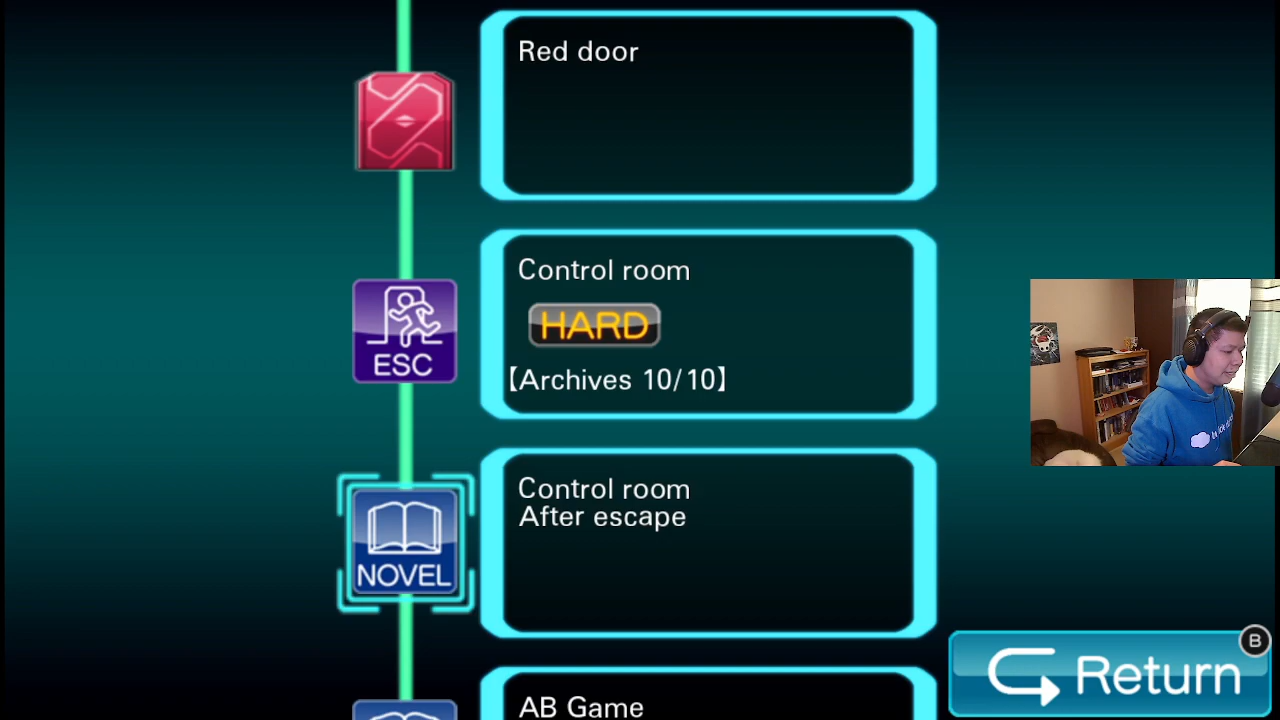 Red door
Control room
HARD
【Archives 10/10】
ESC
Control room
After escape
NOVEL
AB Game
B
Return